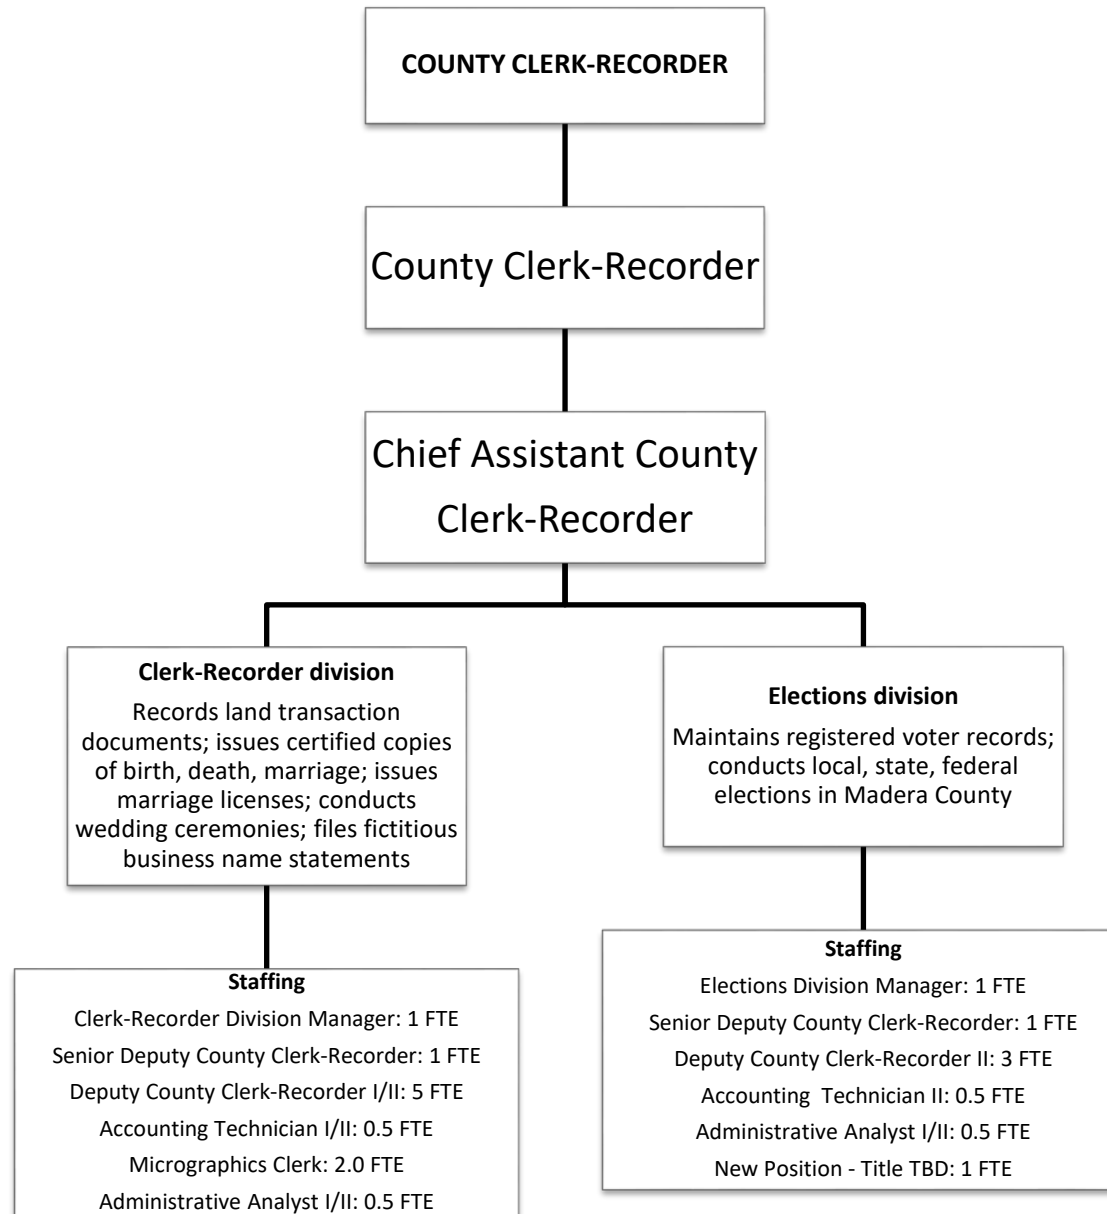 COUNTY CLERK-RECORDER
County Clerk-Recorder
Chief Assistant County
Clerk-Recorder
Clerk-Recorder division
Records land transaction
documents; issues certified copies
of birth, death, marriage; issues
marriage licenses; conducts
wedding ceremonies; files fictitious
business name statements
Elections division
Maintains registered voter records;
conducts local, state, federal
elections in Madera County
Staffing
Clerk-Recorder Division Manager: 1 FTE
Senior Deputy County Clerk-Recorder: 1 FTE
Deputy County Clerk-Recorder I/II: 5 FTE
Accounting Technician I/II: 0.5 FTE
Micrographics Clerk: 2.0 FTE
Administrative Analyst I/II: 0.5 FTE
Staffing
Elections Division Manager: 1 FTE
Senior Deputy County Clerk-Recorder: 1 FTE
Deputy County Clerk-Recorder II: 3 FTE
Accounting  Technician II: 0.5 FTE
Administrative Analyst I/II: 0.5 FTE
New Position - Title TBD: 1 FTE